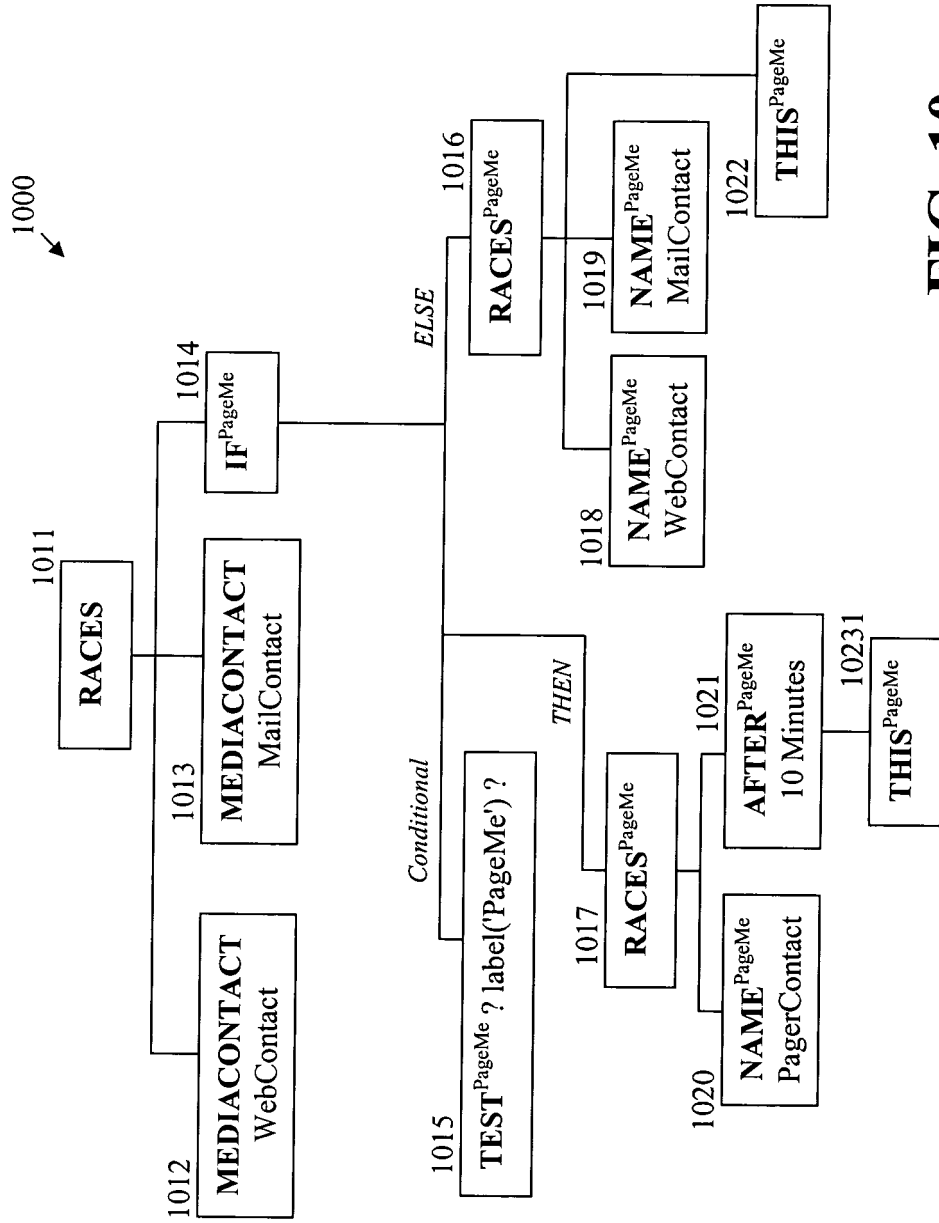 1000
1011
RACES
1012
MEDIACONTACT
WebContact
1013
MEDIACONTACT
MailContact
1014
IF PageMe
Conditional
THEN
ELSE
1015
TEST PageMe ? label('PageMe') ?
1017
RACES PageMe
1016
RACES PageMe
1020
NAME PageMe
PagerContact
1021
AFTER PageMe
10 Minutes
10231
THIS PageMe
1018
NAME PageMe
WebContact
1019
NAME PageMe
MailContact
1022
THIS PageMe